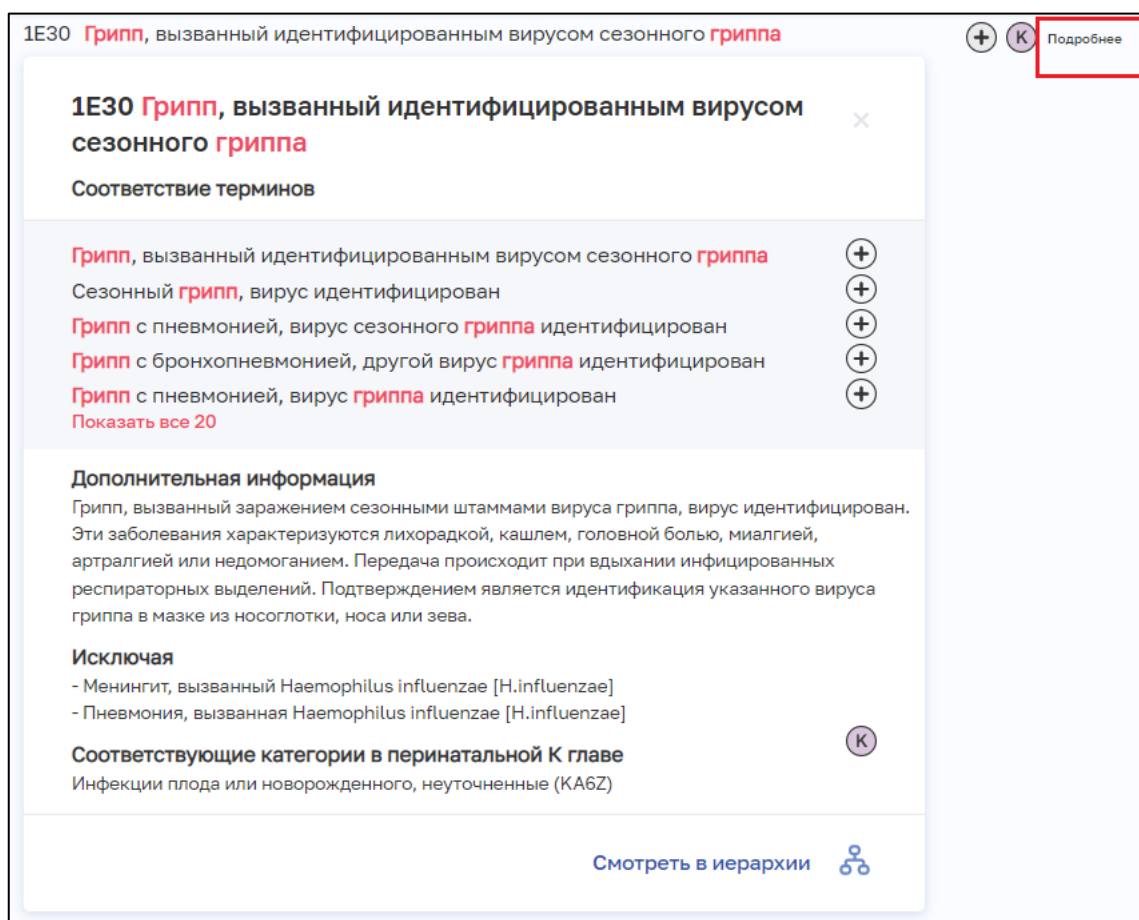 1E30 Грипп, вызванный идентифицированным вирусом сезонного гриппа
K Подробнее
1E30 Грипп, вызванный идентифицированным вирусом
сезонного гриппа
Соответствие терминов
Грипп, вызванный идентифицированным вирусом сезонного гриппа
Сезонный грипп, вирус идентифицирован
Грипп с пневмонией, вирус сезонного гриппа идентифицирован
Грипп с бронхопневмонией, другой вирус гриппа идентифицирован
Грипп с пневмонией, вирус гриппа идентифицирован
Показать все 20
Дополнительная информация
Грипп, вызванный заражением сезонными штаммами вируса гриппа, вирус идентифицирован.
Эти заболевания характеризуются лихорадкой, кашлем, головной болью, миалгией,
артралгией или недомоганием. Передача происходит при вдыхании инфицированных
респираторных выделений. Подтверждением является идентификация указанного вируса
гриппа в мазке из носоглотки, носа или зева.
Исключая
- Менингит, вызванный Haemophilus influenzae [H.influenzae]
- Пневмония, вызванная Haemophilus influenzae [H.influenzae]
Соответствующие категории в перинатальной К главе
K
Инфекции плода или новорожденного, неуточненные (KA6Z)
Смотреть в иерархии